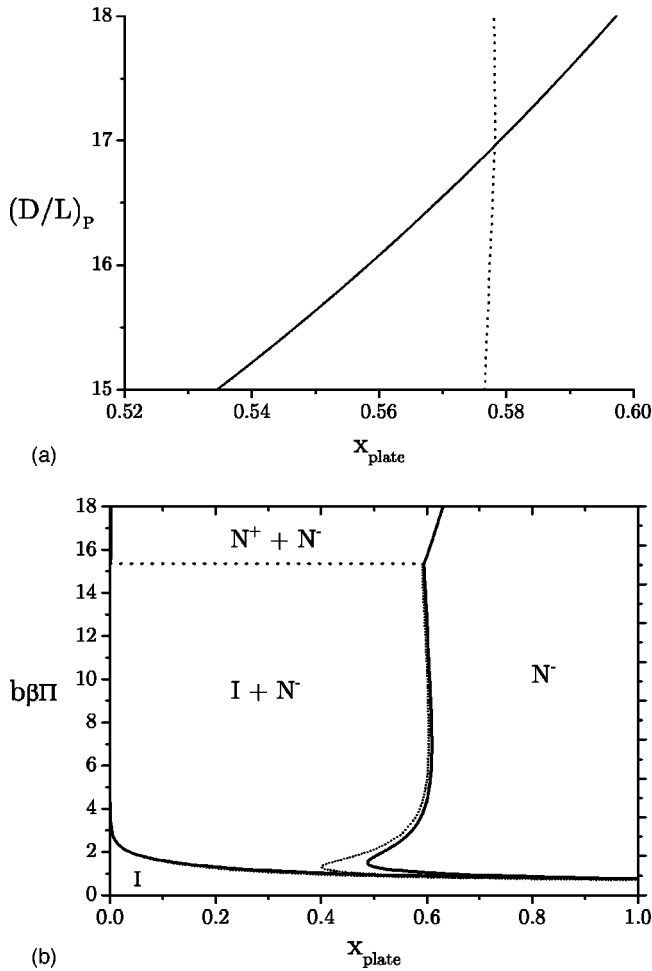 18
17
(D/L)P
16
15
0.52 0.54 0.56 0.58 0.60
xplate
(a)
18
N+ + N-
16
14
12
10
bβΠ I + N- N-
8
6
4
2
I
0
0.0 0.2 0.4 0.6 0.8 1.0
xplate
(b)